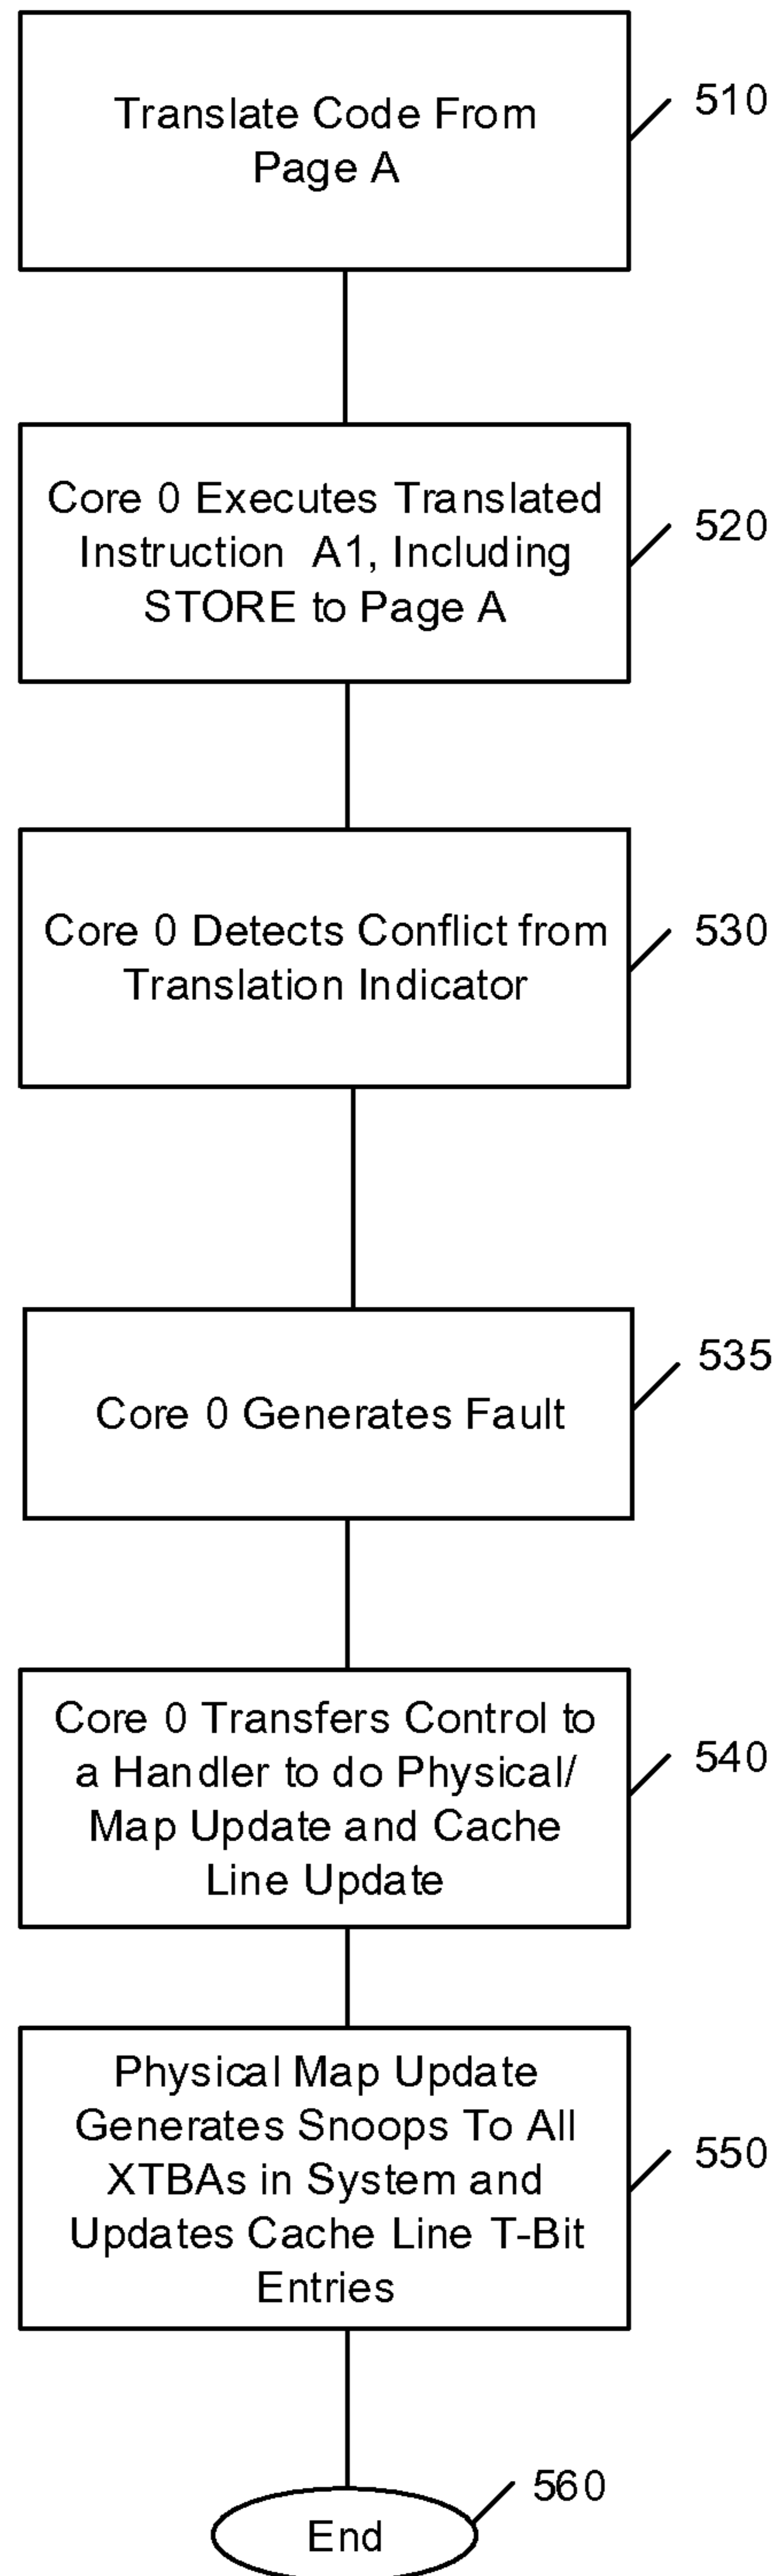 Translate Code From
Page A
510
Core 0 Executes Translated
Instruction A1, Including
STORE to Page A
520
Core 0 Detects Conflict from
Translation Indicator
530
Core 0 Generates Fault
535
Core 0 Transfers Control to
a Handler to do Physical/
Map Update and Cache
Line Update
540
Physical Map Update
Generates Snoops To All
XTBAs in System and
Updates Cache Line T-Bit
Entries
550
End
560